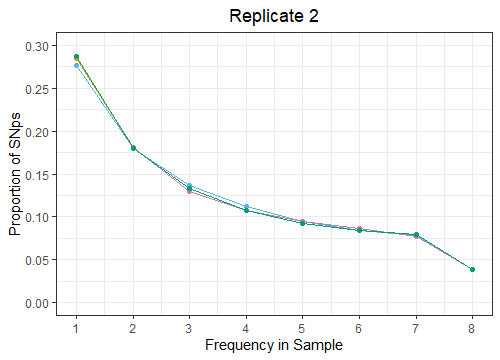 Replicate 2
0.30
0.25
0.20
0.15
0.10
0.05
0.00
Proportion of SNps
1 2 3 4 5 6 7 8
Frequency in Sample